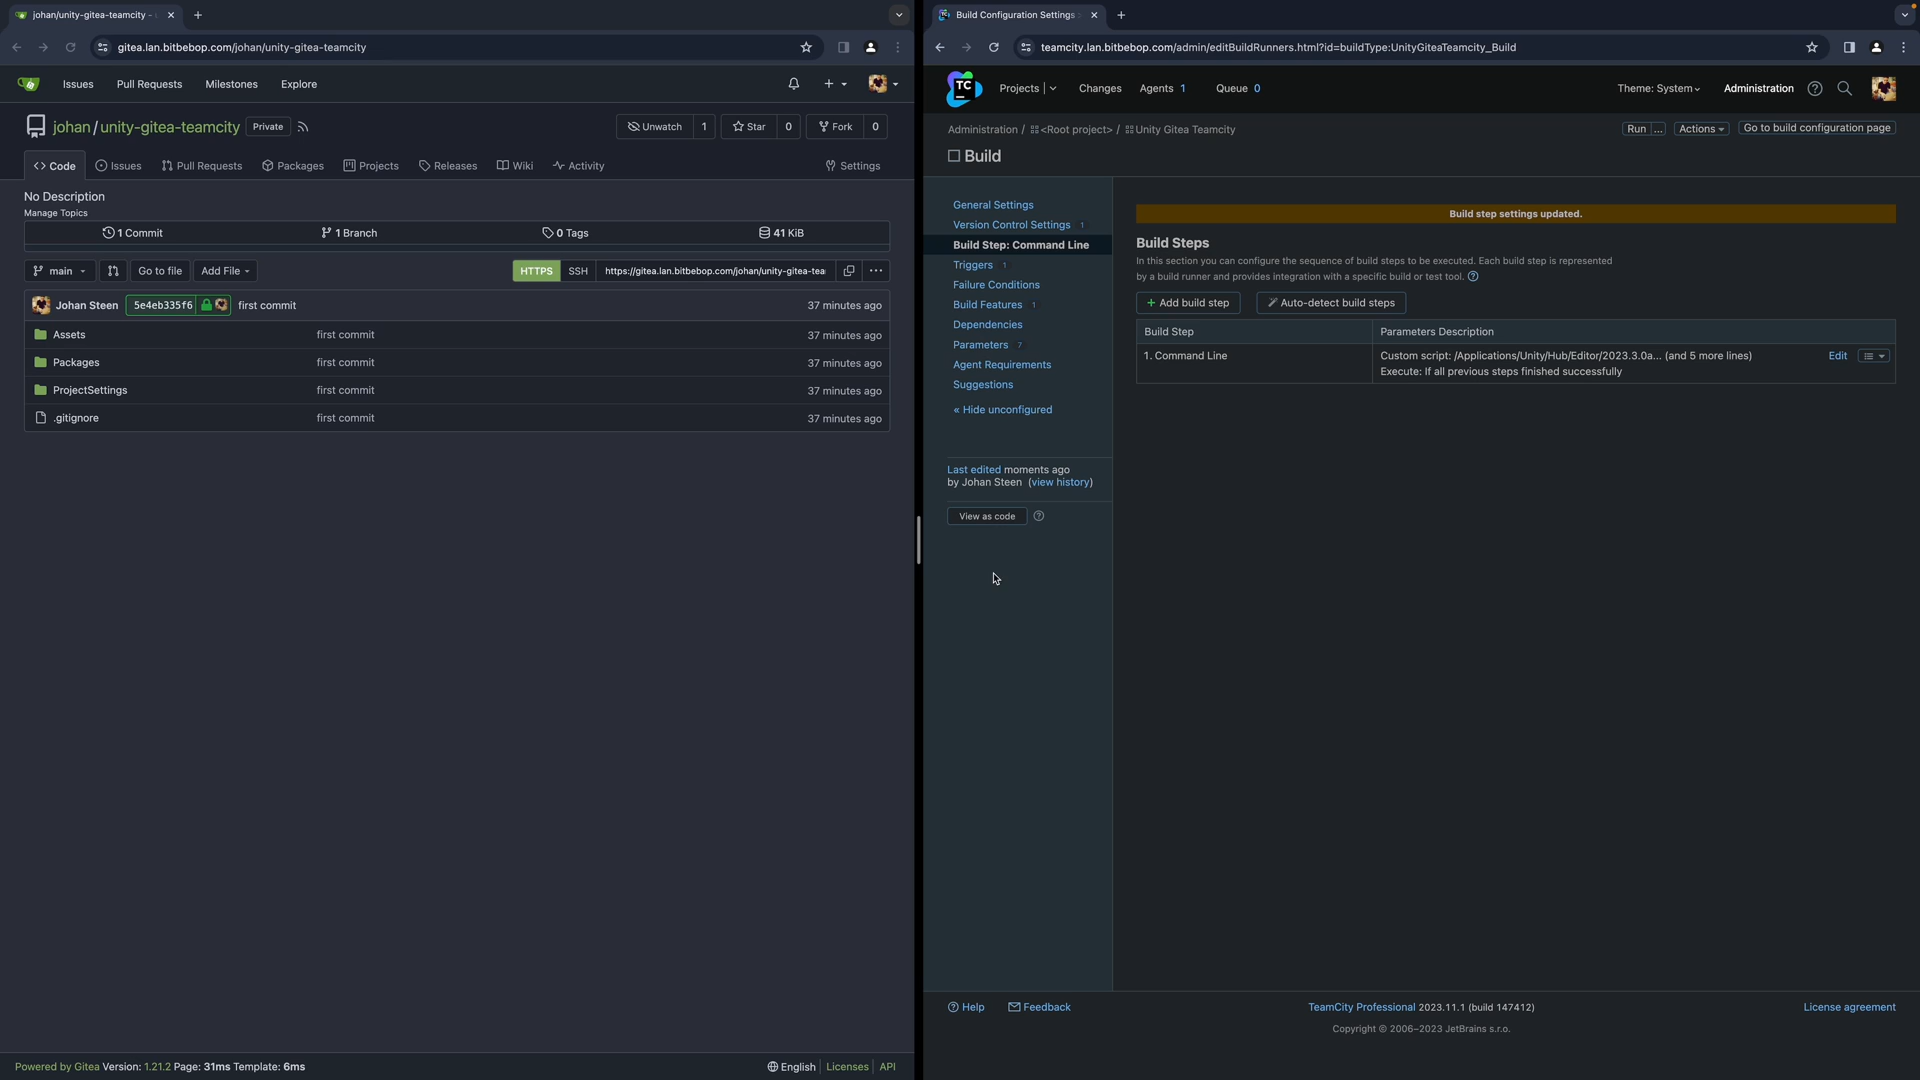 johan/unity-gitea-teamcity -
gitea.lan.bitbebop.com/johan/unity-gitea-teamcity
Issues Pull Requests Milestones Explore
johan / unity-gitea-teamcity Private
Unwatch 1 Star 0 Fork 0
Code Issues Pull Requests Packages Projects Releases Wiki Activity Settings
No Description
Manage Topics
1 Commit 1 Branch 0 Tags 41 KiB
main Go to file Add File HTTPS SSH https://gitea.lan.bitbebop.com/johan/unity-gitea-tea
Johan Steen 5e4eb335f6 first commit 37 minutes ago
Assets first commit 37 minutes ago
Packages first commit 37 minutes ago
ProjectSettings first commit 37 minutes ago
.gitignore first commit 37 minutes ago
Powered by Gitea Version: 1.21.2 Page: 31ms Template: 6ms English Licenses API
Build Configuration Settings
teamcity.lan.bitbebop.com/admin/editBuildRunners.html?id=buildType:UnityGiteaTeamcity_Build
TC Projects Changes Agents 1 Queue 0 Theme: System Administration
Administration / <Root project> / Unity Gitea Teamcity Run ... Actions Go to build configuration page
Build
General Settings
Version Control Settings 1
Build Step: Command Line
Triggers 1
Failure Conditions
Build Features 1
Dependencies
Parameters 7
Agent Requirements
Suggestions
« Hide unconfigured
Last edited moments ago
by Johan Steen (view history)
View as code
Build step settings updated.
Build Steps
In this section you can configure the sequence of build steps to be executed. Each build step is represented
by a build runner and provides integration with a specific build or test tool.
+ Add build step Auto-detect build steps
Build Step Parameters Description
1. Command Line Custom script: /Applications/Unity/Hub/Editor/2023.3.0a... (and 5 more lines) Edit
Execute: If all previous steps finished successfully
Help Feedback TeamCity Professional 2023.11.1 (build 147412) License agreement
Copyright © 2006–2023 JetBrains s.r.o.